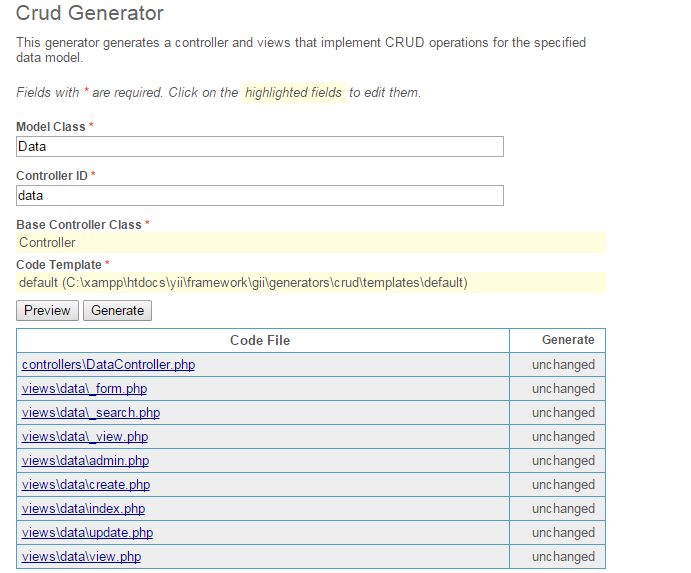 Crud Generator
This generator generates a controller and views that implement CRUD operations for the specified
data model.
Fields with * are required. Click on the highlighted fields to edit them.
Model Class *
Data
Controller ID *
data
Base Controller Class *
Controller
Code Template *
default (C:\xampp\htdocs\yii\framework\gii\generators\crud\templates\default)
Preview Generate
Code File Generate
controllers\DataController.php unchanged
views\data\_form.php unchanged
views\data\_search.php unchanged
views\data\_view.php unchanged
views\data\admin.php unchanged
views\data\create.php unchanged
views\data\index.php unchanged
views\data\update.php unchanged
views\data\view.php unchanged